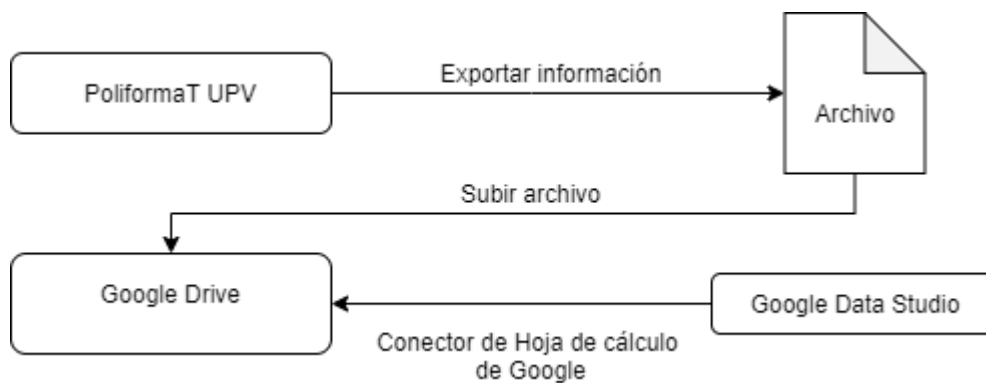 PoliformaT UPV
Exportar información
Archivo
Subir archivo
Google Drive
Google Data Studio
Conector de Hoja de cálculo
de Google